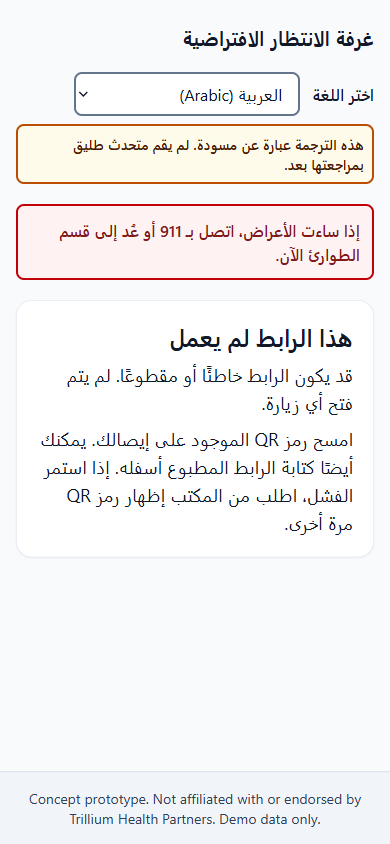 غرفة الانتظار الافتراضية
اختر اللغة
العربية (Arabic)
هذه الترجمة عبارة عن مسودة. لم يقم متحدث طليق
بمراجعتها بعد.
إذا ساءت الأعراض، اتصل بـ 911 أو عُد إلى قسم
الطوارئ الآن.
هذا الرابط لم يعمل
قد يكون الرابط خاطئًا أو مقطوعًا. لم يتم
فتح أي زيارة.
امسح رمز QR الموجود على إيصالك. يمكنك
أيضًا كتابة الرابط المطبوع أسفله. إذا استمر
الفشل، اطلب من المكتب إظهار رمز QR
مرة أخرى.
Concept prototype. Not affiliated with or endorsed by
Trillium Health Partners. Demo data only.